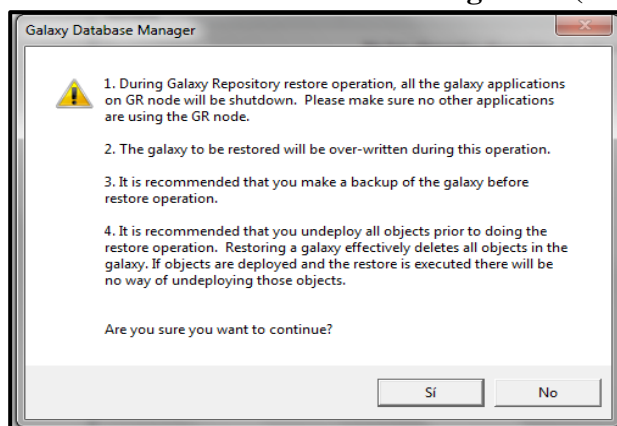 Galaxy Database Manager
1. During Galaxy Repository restore operation, all the galaxy applications
on GR node will be shutdown. Please make sure no other applications
are using the GR node.
2. The galaxy to be restored will be over-written during this operation.
3. It is recommended that you make a backup of the galaxy before
restore operation.
4. It is recommended that you undeploy all objects prior to doing the
restore operation. Restoring a galaxy effectively deletes all objects in the
galaxy. If objects are deployed and the restore is executed there will be
no way of undeploying those objects.
Are you sure you want to continue?
Sí
No